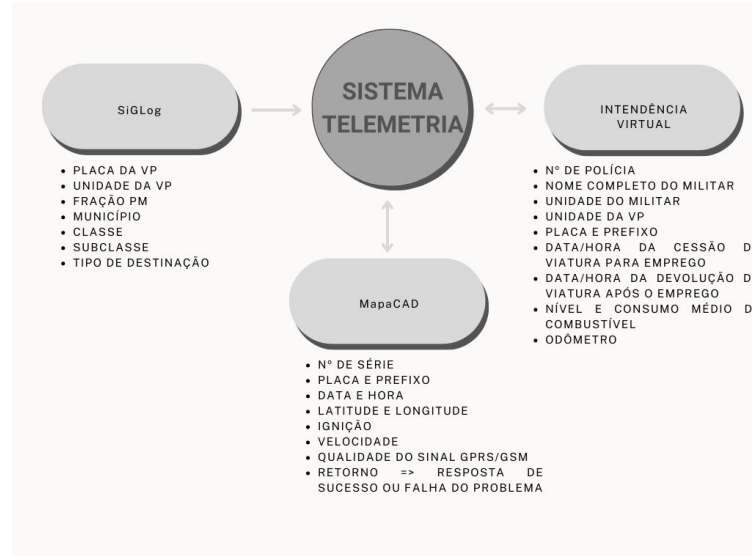 SISTEMA
TELEMETRIA
SiGLog
• PLACA DA VP
• UNIDADE DA VP
• FRAÇÃO PM
• MUNICÍPIO
• CLASSE
• SUBCLASSE
• TIPO DE DESTINAÇÃO
INTENDÊNCIA
VIRTUAL
• Nº DE POLÍCIA
• NOME COMPLETO DO MILITAR
• UNIDADE DO MILITAR
• UNIDADE DA VP
• PLACA E PREFIXO
• DATA/HORA DA CESSÃO D
VIATURA PARA EMPREGO
• DATA/HORA DA DEVOLUÇÃO D
VIATURA APÓS O EMPREGO
• NÍVEL E CONSUMO MÉDIO D
COMBUSTÍVEL
• ODÔMETRO
MapaCAD
• Nº DE SÉRIE
• PLACA E PREFIXO
• DATA E HORA
• LATITUDE E LONGITUDE
• IGNIÇÃO
• VELOCIDADE
• QUALIDADE DO SINAL GPRS/GSM
• RETORNO => RESPOSTA DE
SUCESSO OU FALHA DO PROBLEMA